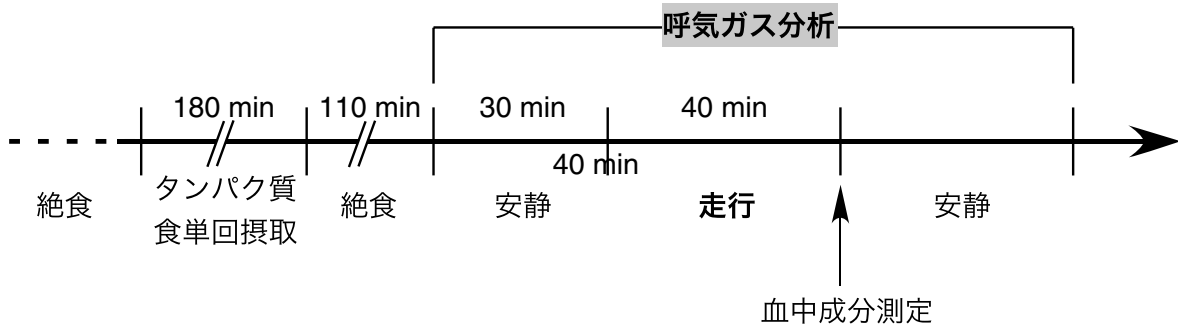 呼気ガス分析
180 min
110 min
30 min
40 min
40 min
絶食
タンパク質
食単回摂取
絶食
安静
走行
安静
血中成分測定